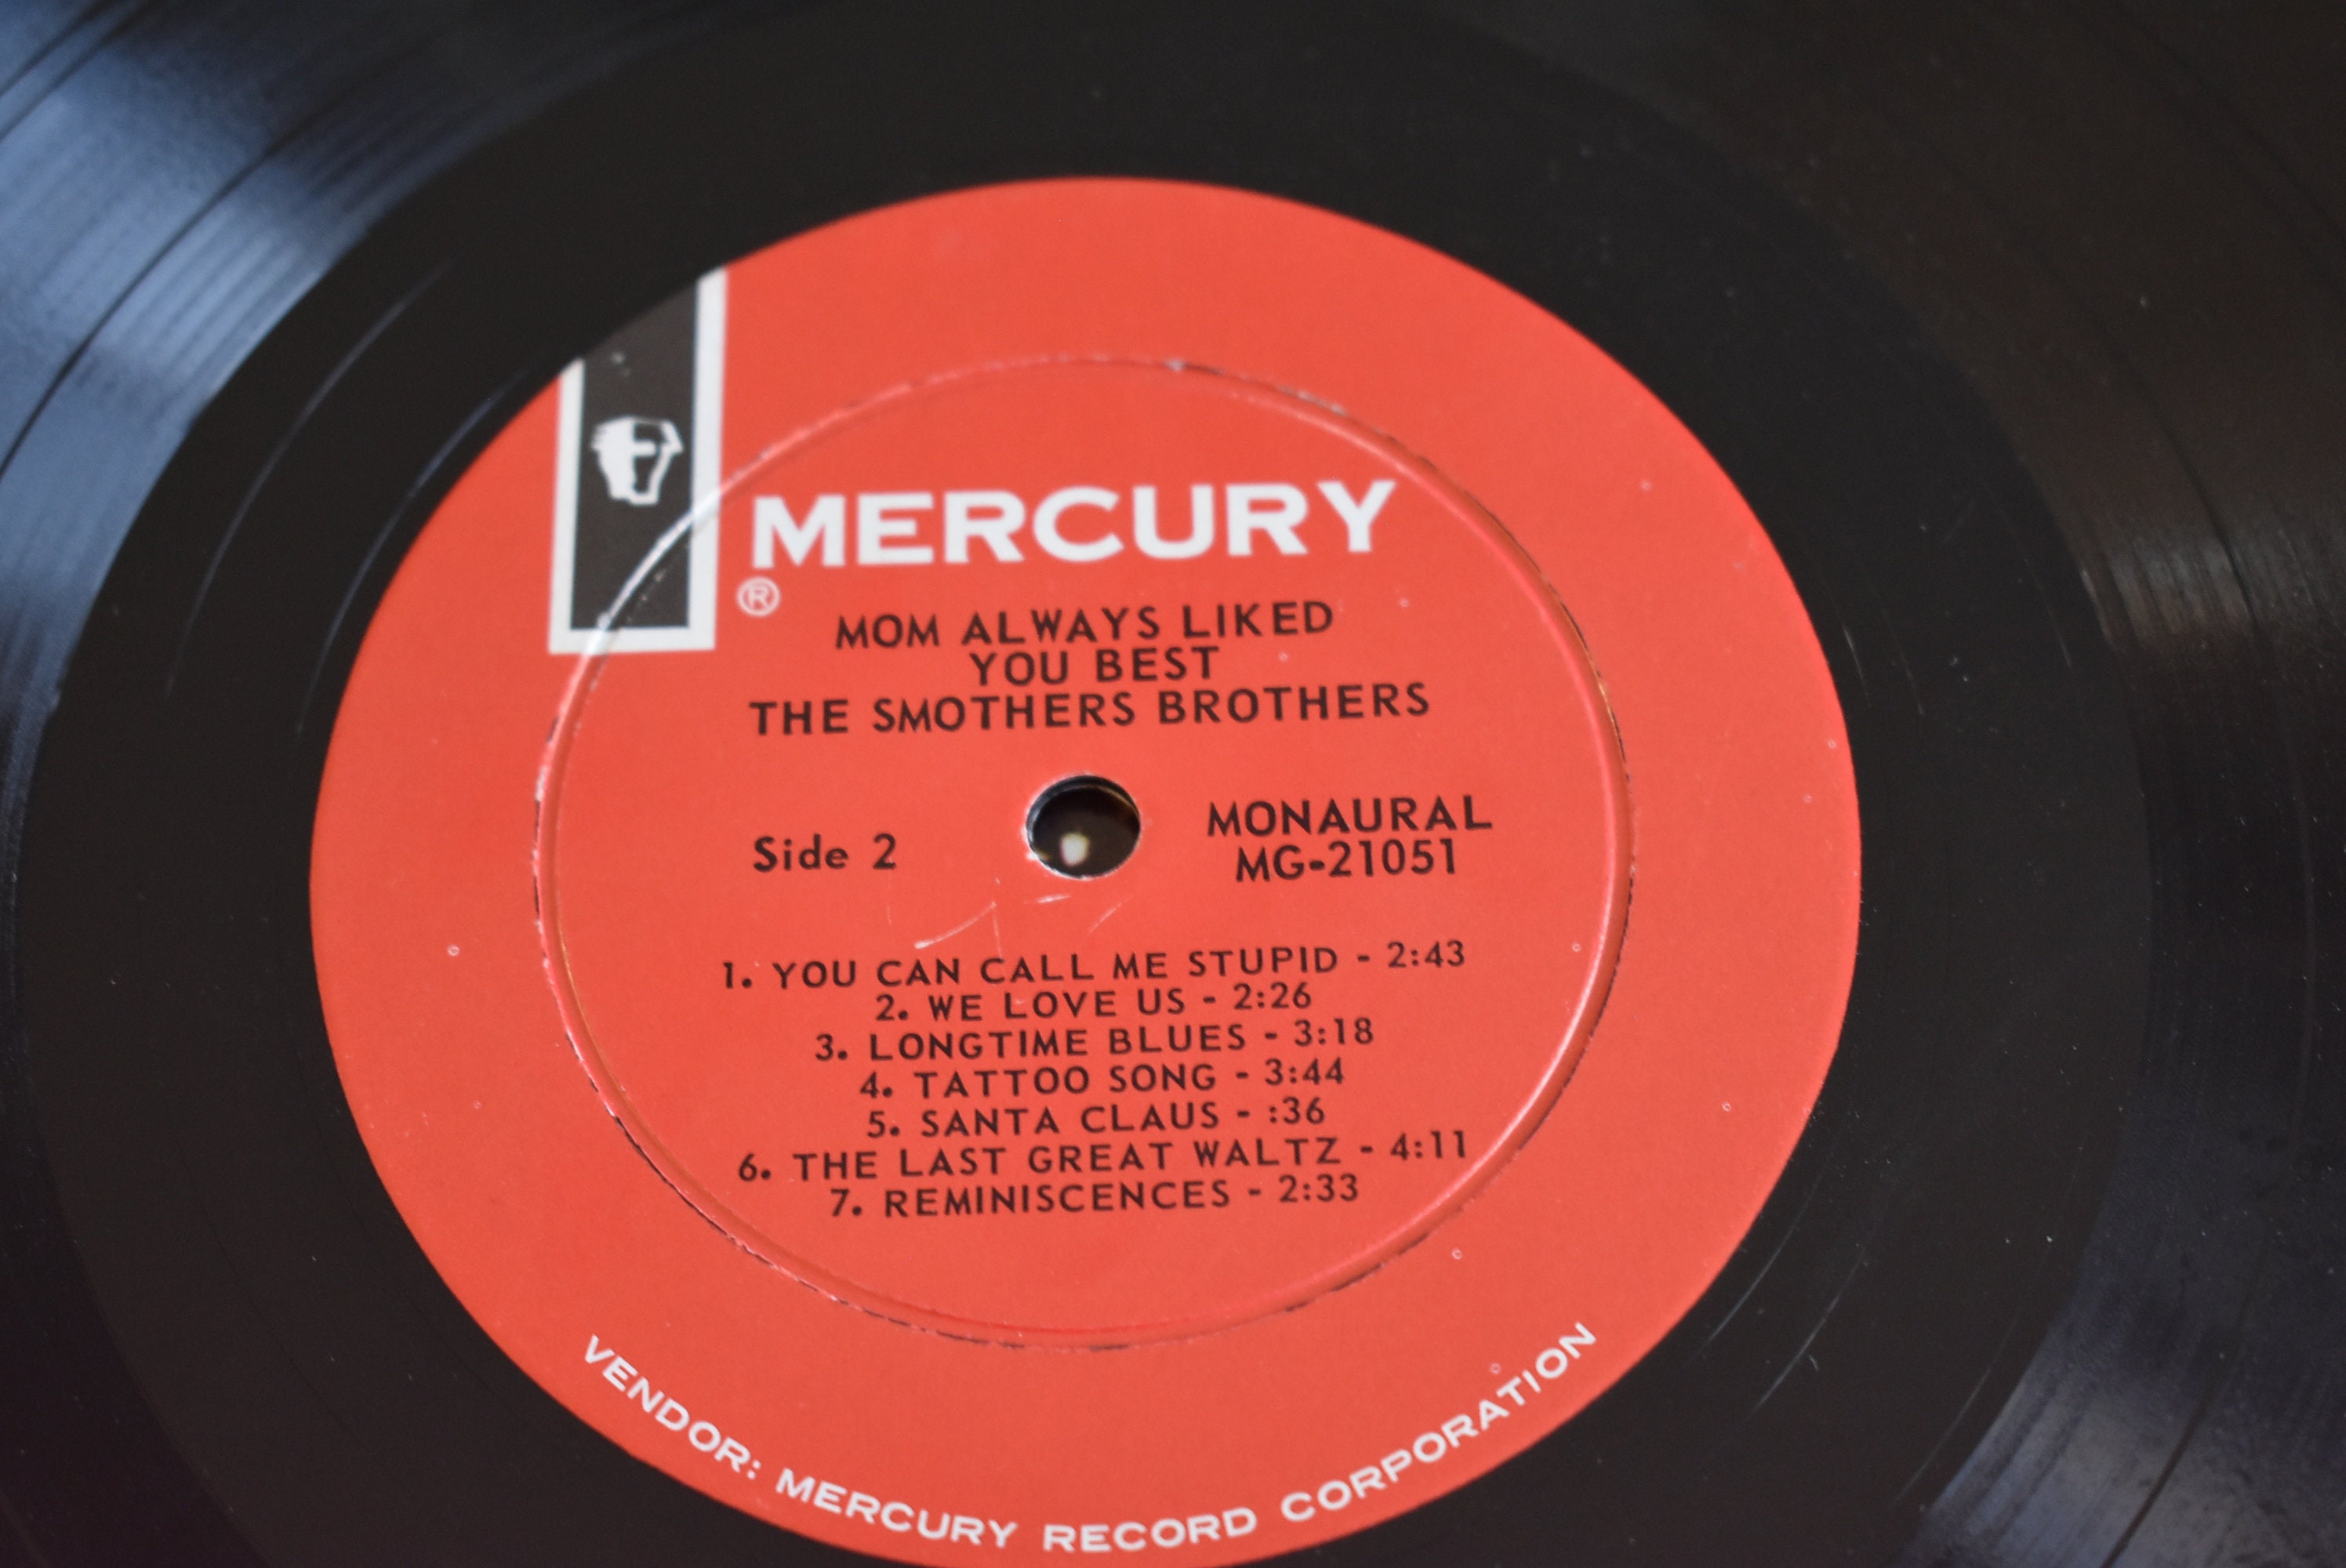 MERCURY
®
MOM ALWAYS LIKED
YOU BEST
THE SMOTHERS BROTHERS
Side 2
MONAURAL
MG-21051
1. YOU CAN CALL ME STUPID - 2:43
2. WE LOVE US - 2:26
3. LONGTIME BLUES - 3:18
4. TATTOO SONG - 3:44
5. SANTA CLAUS - :36
6. THE LAST GREAT WALTZ - 4:11
7. REMINISCENCES - 2:33
VENDOR: MERCURY RECORD CORPORATION